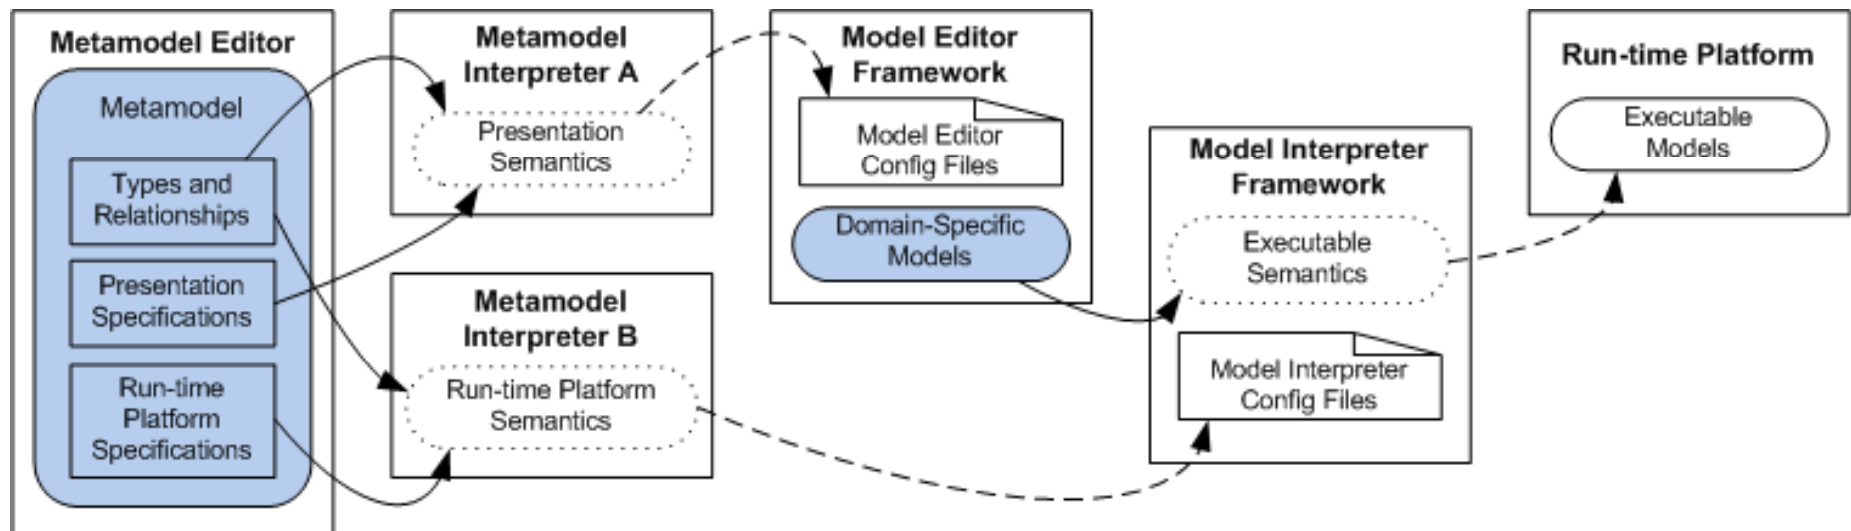 Metamodel Editor
Metamodel
Types and
Relationships
Presentation
Specifications
Run-time
Platform
Specifications
Metamodel
Interpreter A
Presentation
Semantics
Metamodel
Interpreter B
Run-time Platform
Semantics
Model Editor
Framework
Model Editor
Config Files
Domain-Specific
Models
Model Interpreter
Framework
Executable
Semantics
Model Interpreter
Config Files
Run-time Platform
Executable
Models